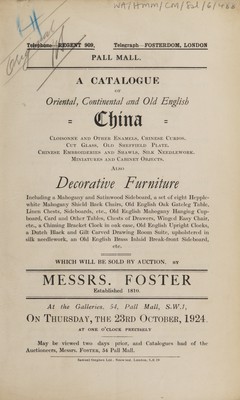 WA/HMM/CM/Sal/6/466
Telephone REGENT 909, Telegraph FOSTERDOM, LONDON
PALL MALL.
A CATALOGUE
OF
Oriental, Continental and Old English
= China =
CLOISONNE AND OTHER ENAMELS, CHINESE CURIOS,
CUT GLASS, OLD SHEFFIELD PLATE,
CHINESE EMBROIDERIES AND SHAWLS, SILK NEEDLEWORK,
MINIATURES AND CABINET OBJECTS,
ALSO
Decorative Furniture
Including a Mahogany and Satinwood Sideboard, a set of eight Hepple-
white Mahogany Shield Back Chairs, Old English Oak Gateleg Table,
Linen Chests, Sideboards, etc., Old English Mahogany Hanging Cup-
board, Card and Other Tables, Chests of Drawers, Winged Easy Chair,
etc., a Chiming Bracket Clock in oak case, Old English Upright Clocks,
a Dutch Black and Gilt Carved Drawing Room Suite, upholstered in
silk needlework, an Old English Brass Inlaid Break-front Sideboard,
etc.
WHICH WILL BE SOLD BY AUCTION, BY
MESSRS. FOSTER
Established 1810.
At the Galleries, 54, Pall Mall, S.W.1,
ON THURSDAY, THE 23RD OCTOBER, 1924
AT ONE O'CLOCK PRECISELY
May be viewed two days prior, and Catalogues had of the
Auctioneers, MESSRS. FOSTER, 54 Pall Mall.